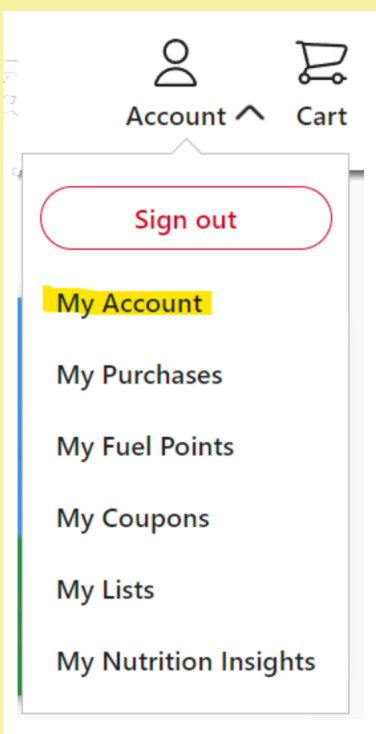 Account Cart
Sign out
My Account
My Purchases
My Fuel Points
My Coupons
My Lists
My Nutrition Insights